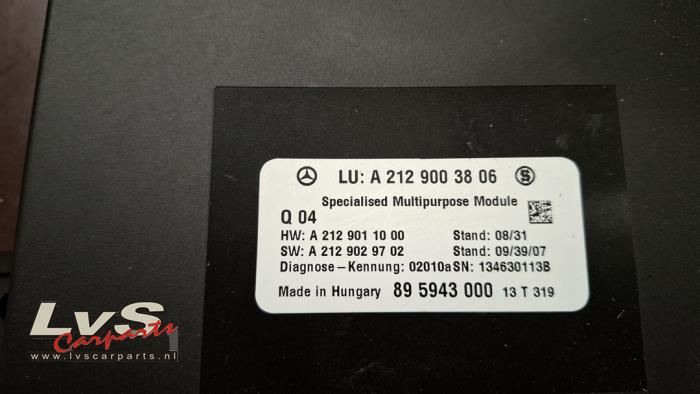 LU: A 212 900 38 06 S
Specialised Multipurpose Module
Q 04
HW: A 212 901 10 00 Stand: 08/31
SW: A 212 902 97 02 Stand: 09/39/07
Diagnose - Kennung: 02010a SN: 134630113B
Made in Hungary 89 5943 000 13 T 319
LvS
Carparts
www.lvscarparts.nl